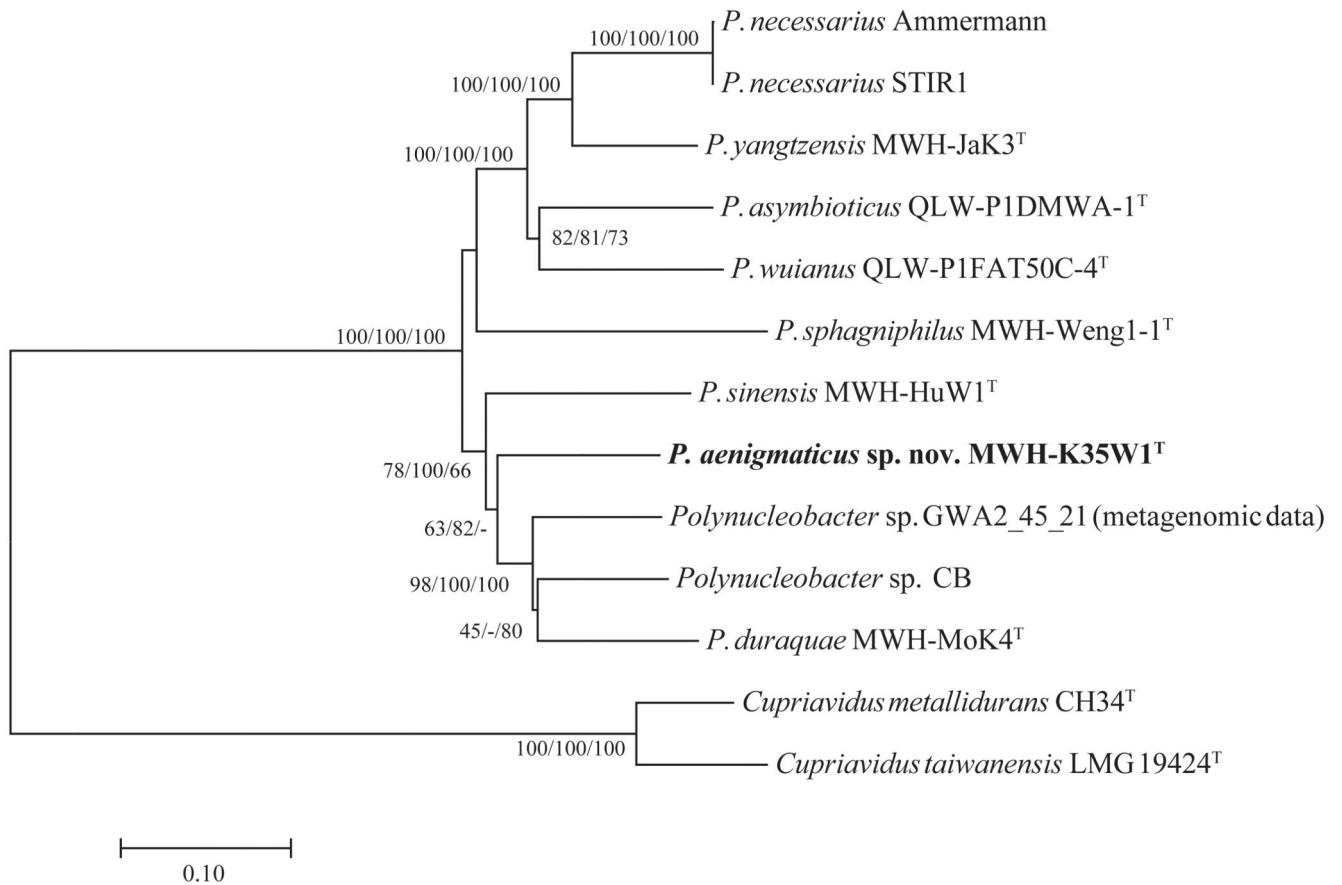 P. necessarius Ammermann
100/100/100
P. necessarius STIR1
100/100/100
P. yangtzensis MWH-JaK3ᵀ
100/100/100
P. asymbioticus QLW-P1DMWA-1ᵀ
82/81/73
P. wuianus QLW-P1FAT50C-4ᵀ
P. sphagniphilus MWH-Weng1-1ᵀ
100/100/100
P. sinensis MWH-HuW1ᵀ
P. aenigmaticus sp. nov. MWH-K35W1ᵀ
78/100/66
Polynucleobacter sp. GWA2_45_21 (metagenomic data)
63/82/-
Polynucleobacter sp. CB
98/100/100
45/-/80
P. duraquae MWH-MoK4ᵀ
Cupriavidus metallidurans CH34ᵀ
100/100/100
Cupriavidus taiwanensis LMG 19424ᵀ
0.10